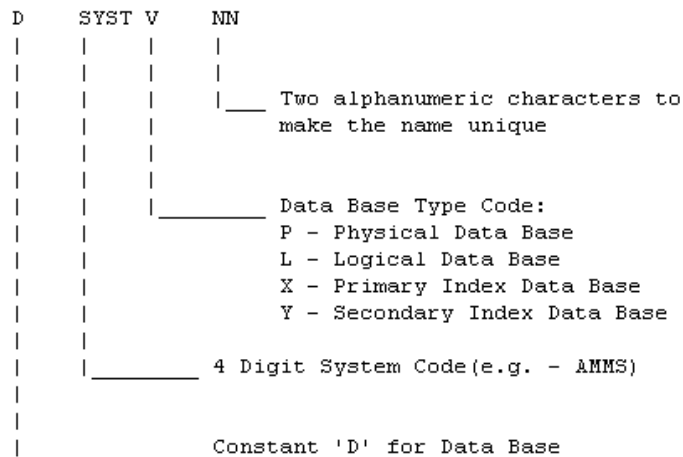 D SYST V NN
Two alphanumeric characters to
make the name unique
Data Base Type Code:
P - Physical Data Base
L - Logical Data Base
X - Primary Index Data Base
Y - Secondary Index Data Base
4 Digit System Code(e.g. - AMMS)
Constant 'D' for Data Base